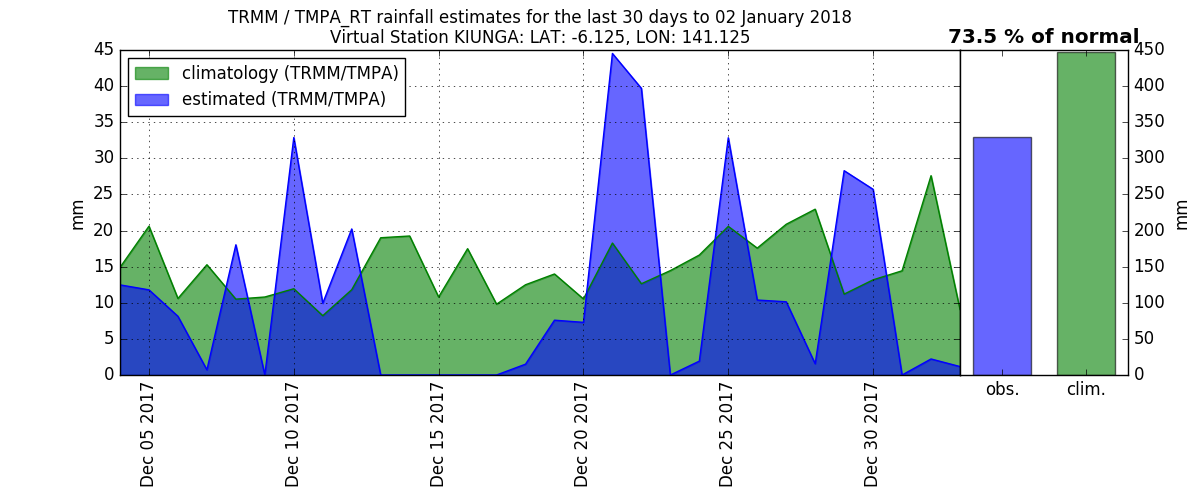 TRMM / TMPA_RT rainfall estimates for the last 30 days to 02 January 2018
Virtual Station KIUNGA: LAT: -6.125, LON: 141.125
73.5 % of normal
climatology (TRMM/TMPA)
estimated (TRMM/TMPA)
45
40
35
30
25
20
15
10
5
0
mm
Dec 05 2017
Dec 10 2017
Dec 15 2017
Dec 20 2017
Dec 25 2017
Dec 30 2017
obs.
clim.
450
400
350
300
250
200
150
100
50
0
mm